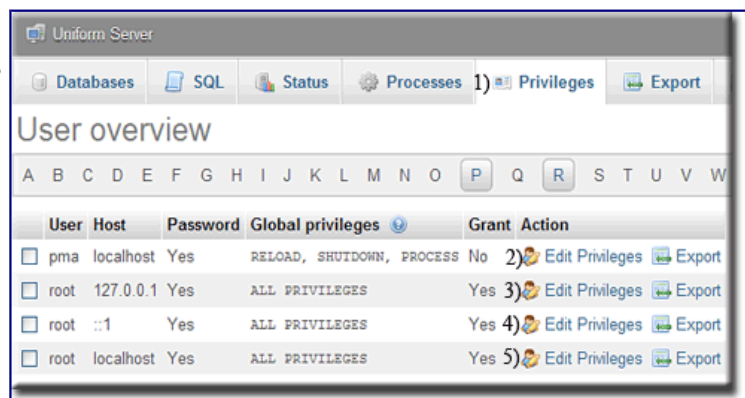 Uniform Server
Databases SQL Status Processes 1) Privileges Export
User overview
A B C D E F G H I J K L M N O P Q R S T U V W
User Host Password Global privileges Grant Action
pma localhost Yes RELOAD, SHUTDOWN, PROCESS No 2) Edit Privileges Export
root 127.0.0.1 Yes ALL PRIVILEGES Yes 3) Edit Privileges Export
root ::1 Yes ALL PRIVILEGES Yes 4) Edit Privileges Export
root localhost Yes ALL PRIVILEGES Yes 5) Edit Privileges Export